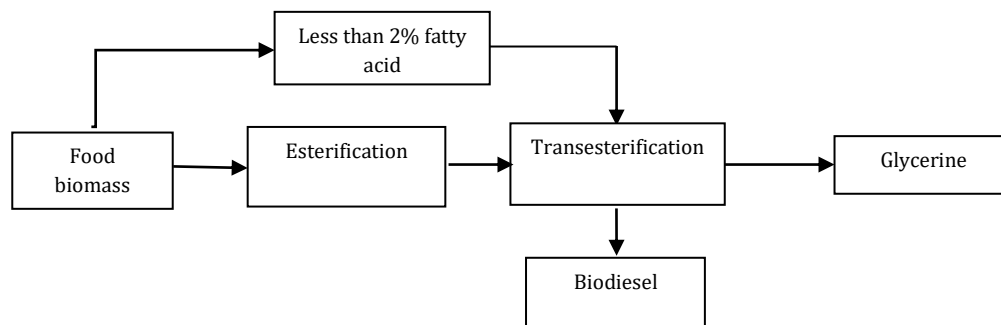 Less than 2% fatty
acid
Food
biomass
Esterification
Transesterification
Glycerine
Biodiesel